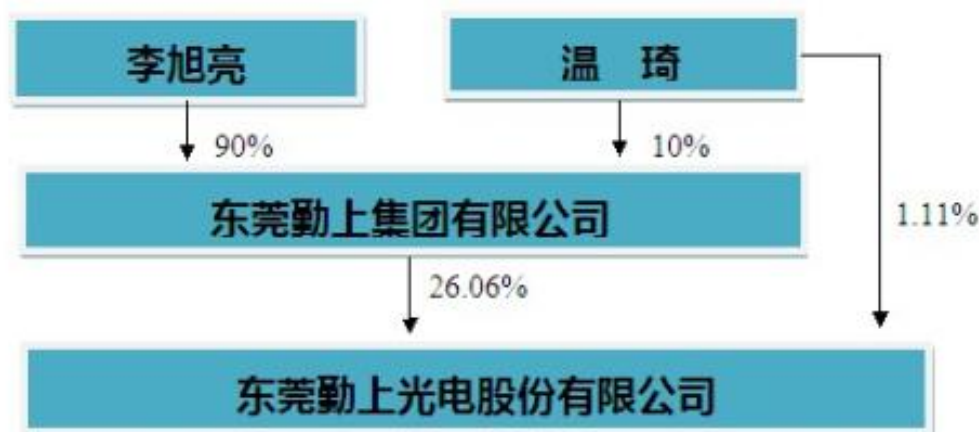 李旭亮
温 琦
90%
10%
东莞勤上集团有限公司
1.11%
26.06%
东莞勤上光电股份有限公司